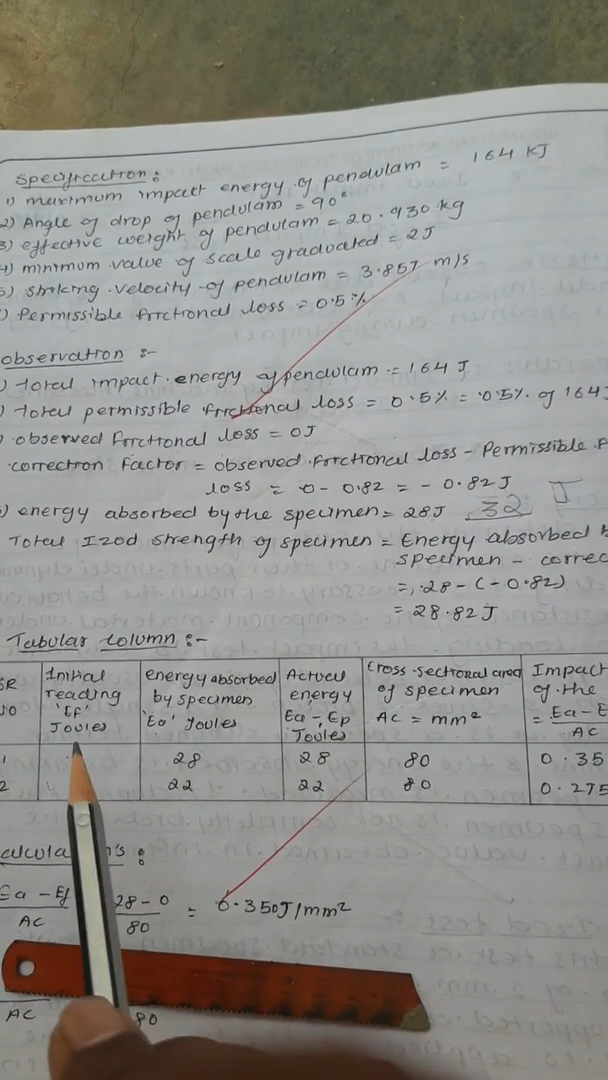 Specification :
1) maximum impact energy of pendulam = 164 KJ
2) Angle of drop of pendulam = 90°
3) effective weight of pendulam = 20.930 kg
4) minimum value of scale graduated = 2J
5) striking velocity of pendulam = 3.857 m/s
) Permissible frictional loss = 0.5%
observation :-
) total impact energy of pendulam = 164 J
) total permissible frictional loss = 0.5% = 0.5% of 164J
) observed frictional loss = 0J
correction factor = observed frictional loss - Permissible f
loss = 0 - 0.82 = - 0.82 J
) energy absorbed by the specimen = 28J 32 J
Total Izod strength of specimen = Energy absorbed b
specimen - correc
= 28 - (- 0.82)
= 28.82 J
Tabular column :-
SR Initial energy absorbed Actual cross-sectional area Impact
NO reading by specimen energy of specimen of the
'Ef' 'Ea' Joules Ea - Ep AC = mm² = Ea - E
Joules Joules AC
1 28 28 80 0.35
2 22 22 80 0.275
alculation's :
Ea - Ef 28 - 0 = 0.350J/mm²
AC 80
AC 80